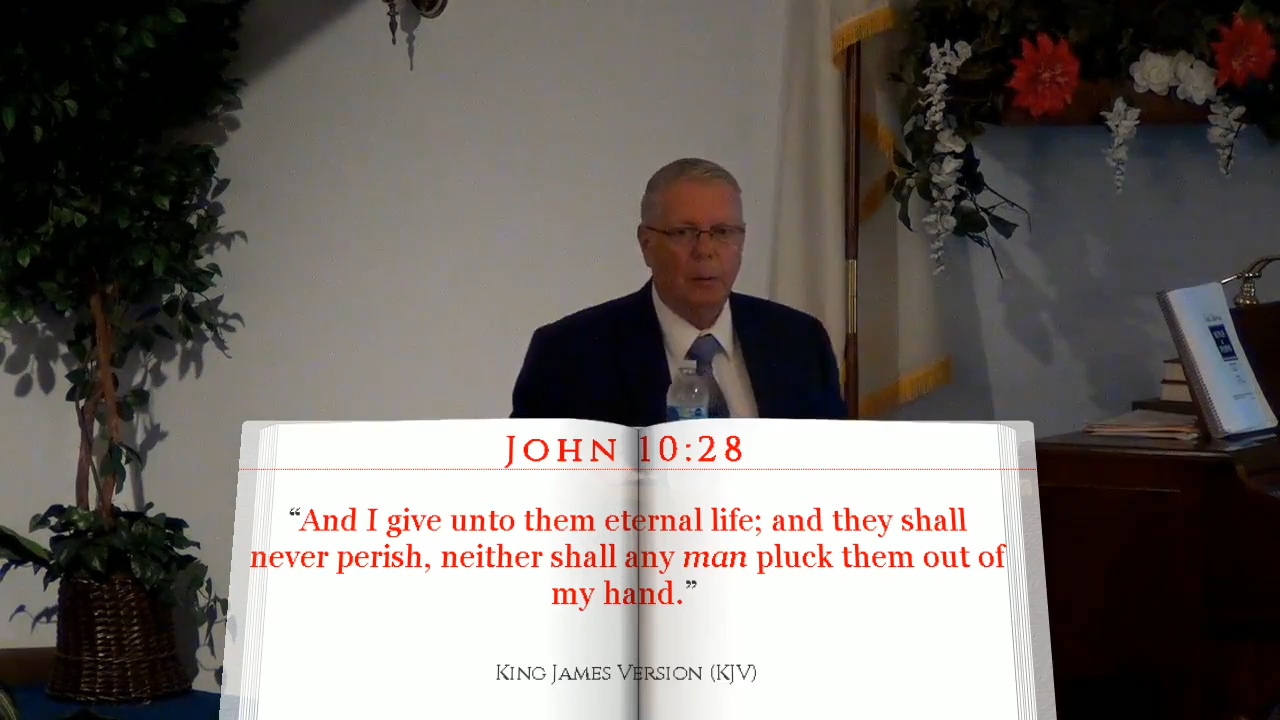 John 10:28
“And I give unto them eternal life; and they shall
never perish, neither shall any man pluck them out of
my hand.”
King James Version (KJV)